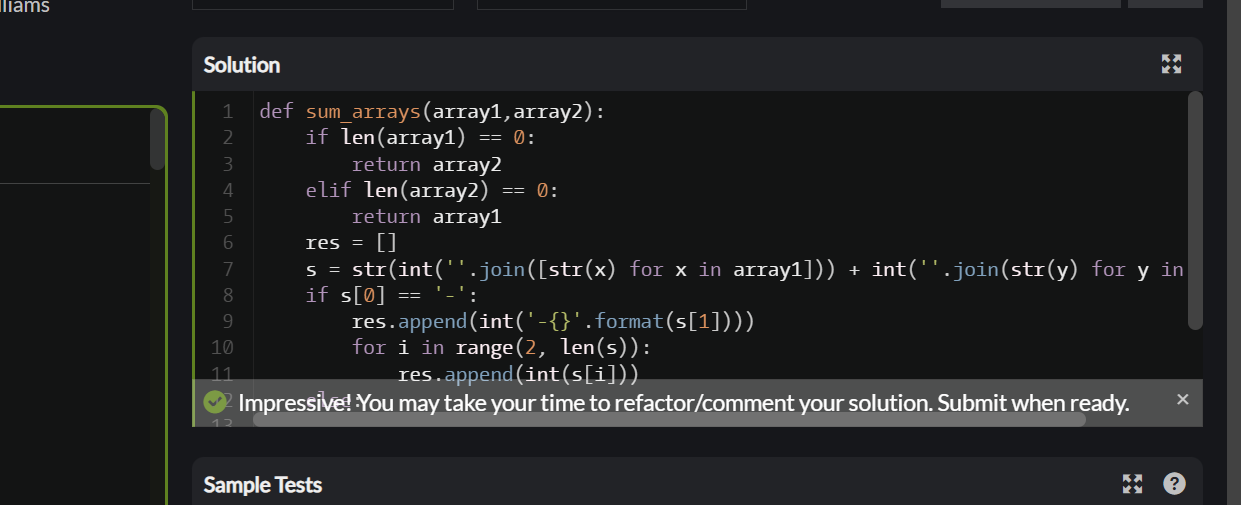 lliams
Solution
1 def sum_arrays(array1,array2):
2     if len(array1) == 0:
3         return array2
4     elif len(array2) == 0:
5         return array1
6     res = []
7     s = str(int(''.join([str(x) for x in array1])) + int(''.join(str(y) for y in
8     if s[0] == '-':
9         res.append(int('-{}'.format(s[1])))
10         for i in range(2, len(s)):
11             res.append(int(s[i]))
12     else:
Impressive! You may take your time to refactor/comment your solution. Submit when ready. ×
13
Sample Tests ?